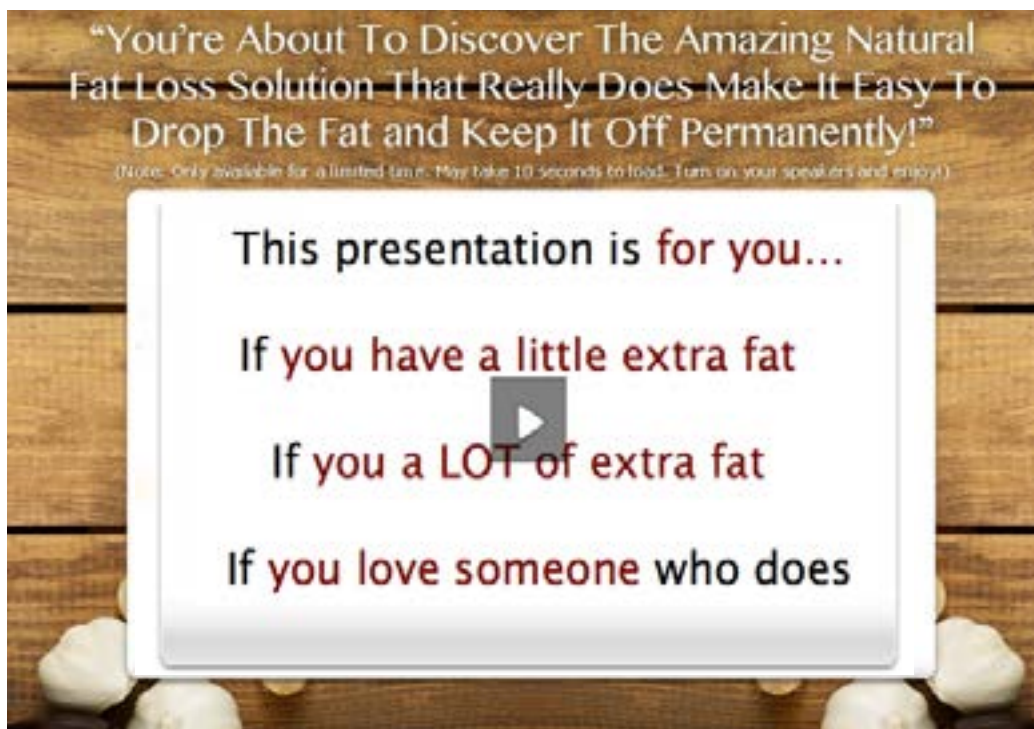 “You’re About To Discover The Amazing Natural
Fat Loss Solution That Really Does Make It Easy To
Drop The Fat and Keep It Off Permanently!”
(Note: Only available for a limited time. May take 10 seconds to load. Turn on your speakers and enjoy!)
This presentation is for you...
If you have a little extra fat
If you a LOT of extra fat
If you love someone who does